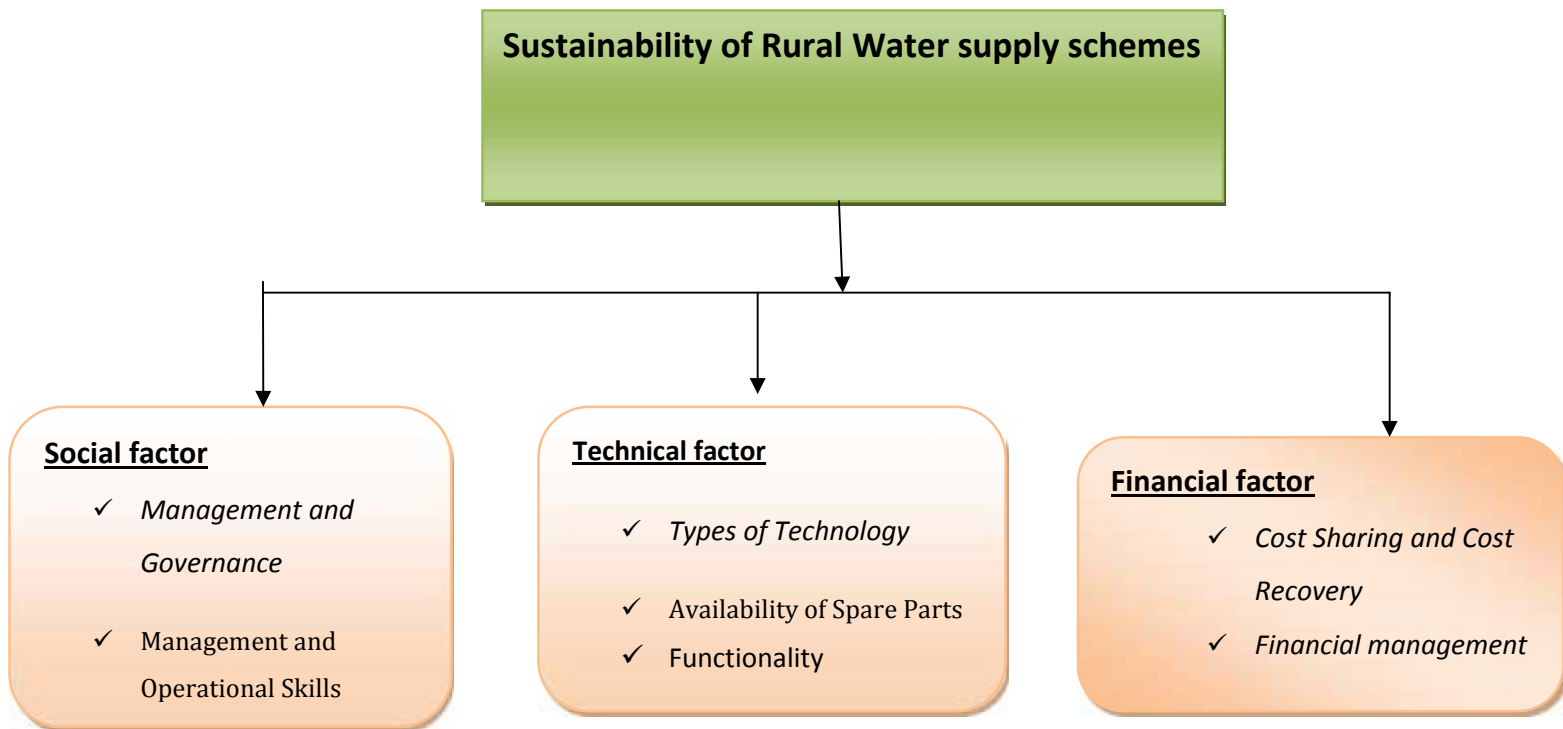 Sustainability of Rural Water supply schemes
Social factor
✓ Management and
Governance
✓ Management and
Operational Skills
Technical factor
✓ Types of Technology
✓ Availability of Spare Parts
✓ Functionality
Financial factor
✓ Cost Sharing and Cost
Recovery
✓ Financial management